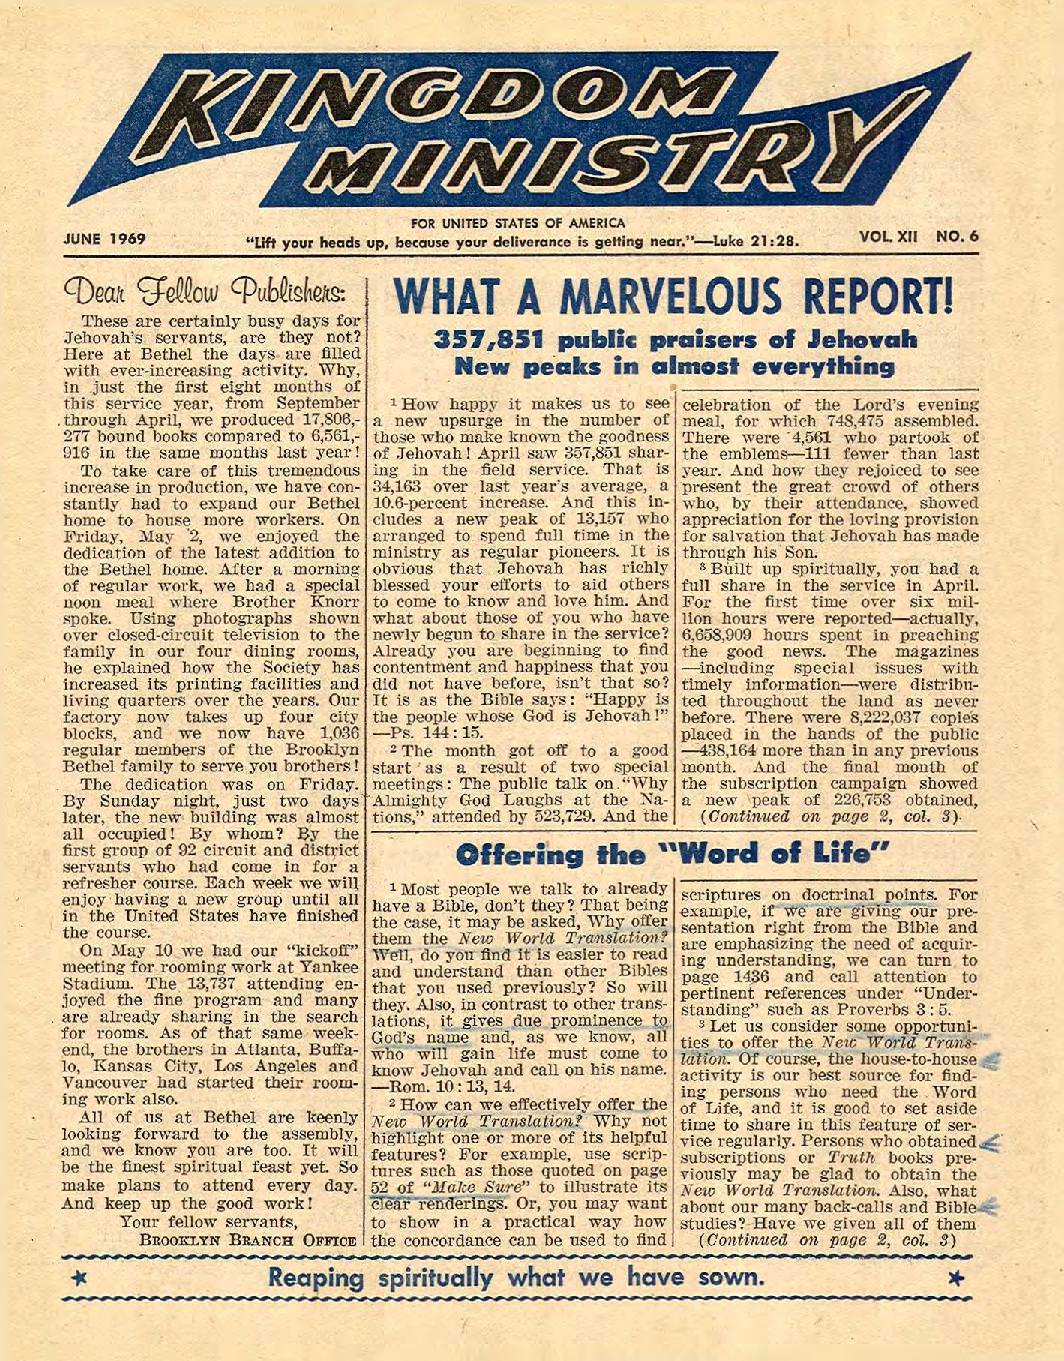 KINGDOM
MINISTRY
FOR UNITED STATES OF AMERICA
JUNE 1969
"Lift your heads up, because your deliverance is getting near."—Luke 21:28.
VOL. XII NO. 6
Dear Fellow Publishers:
These are certainly busy days for
Jehovah's servants, are they not?
Here at Bethel the days are filled
with ever-increasing activity. Why,
in just the first eight months of
this service year, from September
through April, we produced 17,806,-
277 bound books compared to 6,561,-
916 in the same months last year!
To take care of this tremendous
increase in production, we have con-
stantly had to expand our Bethel
home to house more workers. On
Friday, May 2, we enjoyed the
dedication of the latest addition to
the Bethel home. After a morning
of regular work, we had a special
noon meal where Brother Knorr
spoke. Using photographs shown
over closed-circuit television to the
family in our four dining rooms,
he explained how the Society has
increased its printing facilities and
living quarters over the years. Our
factory now takes up four city
blocks, and we now have 1,036
regular members of the Brooklyn
Bethel family to serve you brothers!
The dedication was on Friday.
By Sunday night, just two days
later, the new building was almost
all occupied! By whom? By the
first group of 92 circuit and district
servants who had come in for a
refresher course. Each week we will
enjoy having a new group until all
in the United States have finished
the course.
On May 10 we had our "kickoff"
meeting for rooming work at Yankee
Stadium. The 13,737 attending en-
joyed the fine program and many
are already sharing in the search
for rooms. As of that same week-
end, the brothers in Atlanta, Buffa-
lo, Kansas City, Los Angeles and
Vancouver had started their room-
ing work also.
All of us at Bethel are keenly
looking forward to the assembly,
and we know you are too. It will
be the finest spiritual feast yet. So
make plans to attend every day.
And keep up the good work!
Your fellow servants,
BROOKLYN BRANCH OFFICE
WHAT A MARVELOUS REPORT!
357,851 public praisers of Jehovah
New peaks in almost everything
1 How happy it makes us to see
a new upsurge in the number of
those who make known the goodness
of Jehovah! April saw 357,851 shar-
ing in the field service. That is
34,163 over last year's average, a
10.6-percent increase. And this in-
cludes a new peak of 13,157 who
arranged to spend full time in the
ministry as regular pioneers. It is
obvious that Jehovah has richly
blessed your efforts to aid others
to come to know and love him. And
what about those of you who have
newly begun to share in the service?
Already you are beginning to find
contentment and happiness that you
did not have before, isn't that so?
It is as the Bible says: "Happy is
the people whose God is Jehovah!"
—Ps. 144:15.
2 The month got off to a good
start as a result of two special
meetings: The public talk on "Why
Almighty God Laughs at the Na-
tions," attended by 523,729. And the
celebration of the Lord's evening
meal, for which 748,475 assembled.
There were 4,561 who partook of
the emblems—111 fewer than last
year. And how they rejoiced to see
present the great crowd of others
who, by their attendance, showed
appreciation for the loving provision
for salvation that Jehovah has made
through his Son.
3 Built up spiritually, you had a
full share in the service in April.
For the first time over six mil-
lion hours were reported—actually,
6,658,909 hours spent in preaching
the good news. The magazines
—including special issues with
timely information—were distribu-
ted throughout the land as never
before. There were 8,222,037 copies
placed in the hands of the public
—438,164 more than in any previous
month. And the final month of
the subscription campaign showed
a new peak of 226,753 obtained,
(Continued on page 2, col. 3)
Offering the "Word of Life"
1 Most people we talk to already
have a Bible, don't they? That being
the case, it may be asked, Why offer
them the New World Translation?
Well, do you find it is easier to read
and understand than other Bibles
that you used previously? So will
they. Also, in contrast to other trans-
lations, it gives due prominence to
God's name and, as we know, all
who will gain life must come to
know Jehovah and call on his name.
—Rom. 10:13, 14.
2 How can we effectively offer the
New World Translation? Why not
highlight one or more of its helpful
features? For example, use scrip-
tures such as those quoted on page
52 of "Make Sure" to illustrate its
clear renderings. Or, you may want
to show in a practical way how
the concordance can be used to find
scriptures on doctrinal points. For
example, if we are giving our pre-
sentation right from the Bible and
are emphasizing the need of acquir-
ing understanding, we can turn to
page 1436 and call attention to
pertinent references under "Under-
standing" such as Proverbs 3:5.
3 Let us consider some opportuni-
ties to offer the New World Trans-
lation. Of course, the house-to-house
activity is our best source for find-
ing persons who need the Word
of Life, and it is good to set aside
time to share in this feature of ser-
vice regularly. Persons who obtained
subscriptions or Truth books pre-
viously may be glad to obtain the
New World Translation. Also, what
about our many back-calls and Bible
studies? Have we given all of them
(Continued on page 2, col. 3)
Reaping spiritually what we have sown.